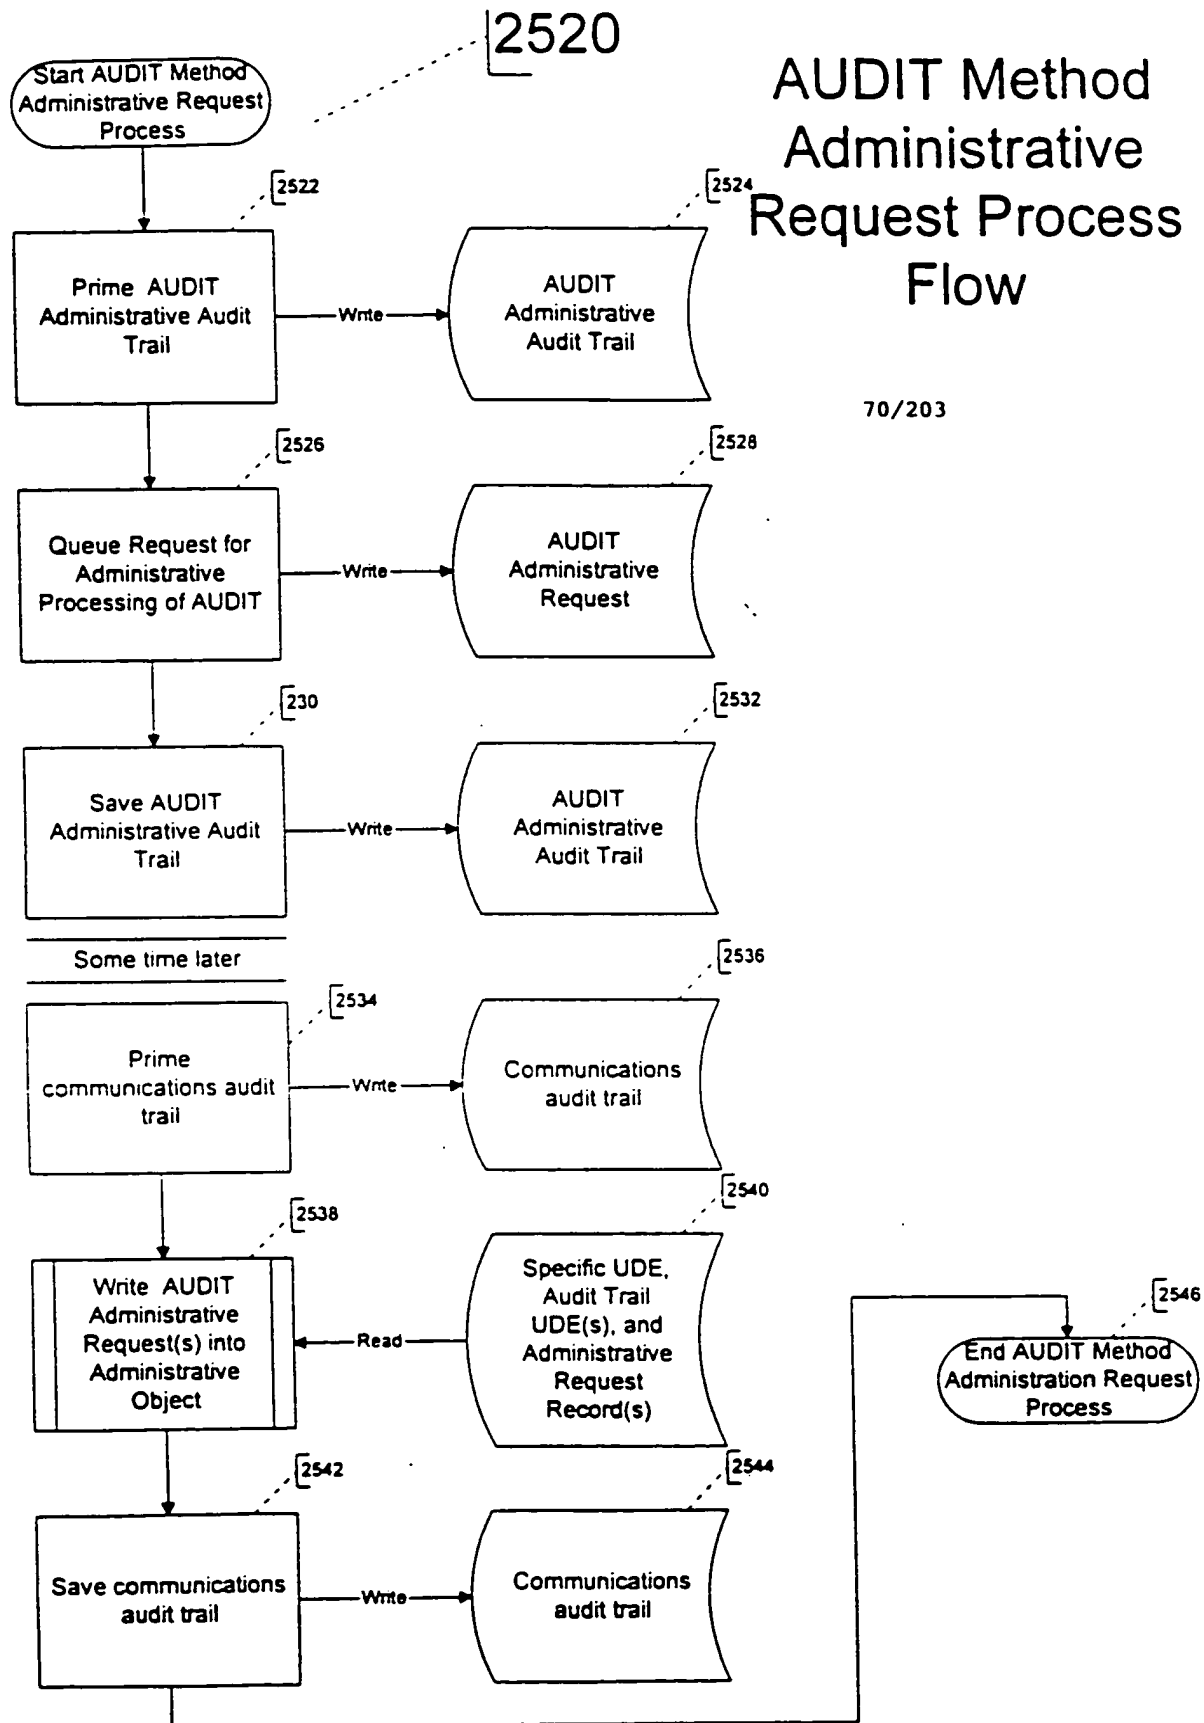 2520
AUDIT Method
Administrative
Request Process
Flow
70/203
Start AUDIT Method
Administrative Request
Process
2522
Prime AUDIT
Administrative Audit
Trail
Write
2524
AUDIT
Administrative
Audit Trail
2526
Queue Request for
Administrative
Processing of AUDIT
Write
2528
AUDIT
Administrative
Request
230
Save AUDIT
Administrative Audit
Trail
Write
2532
AUDIT
Administrative
Audit Trail
Some time later
2534
Prime
communications audit
trail
Write
2536
Communications
audit trail
2538
Write AUDIT
Administrative
Request(s) into
Administrative
Object
Read
2540
Specific UDE,
Audit Trail
UDE(s), and
Administrative
Request
Record(s)
2542
Save communications
audit trail
Write
2544
Communications
audit trail
2546
End AUDIT Method
Administration Request
Process